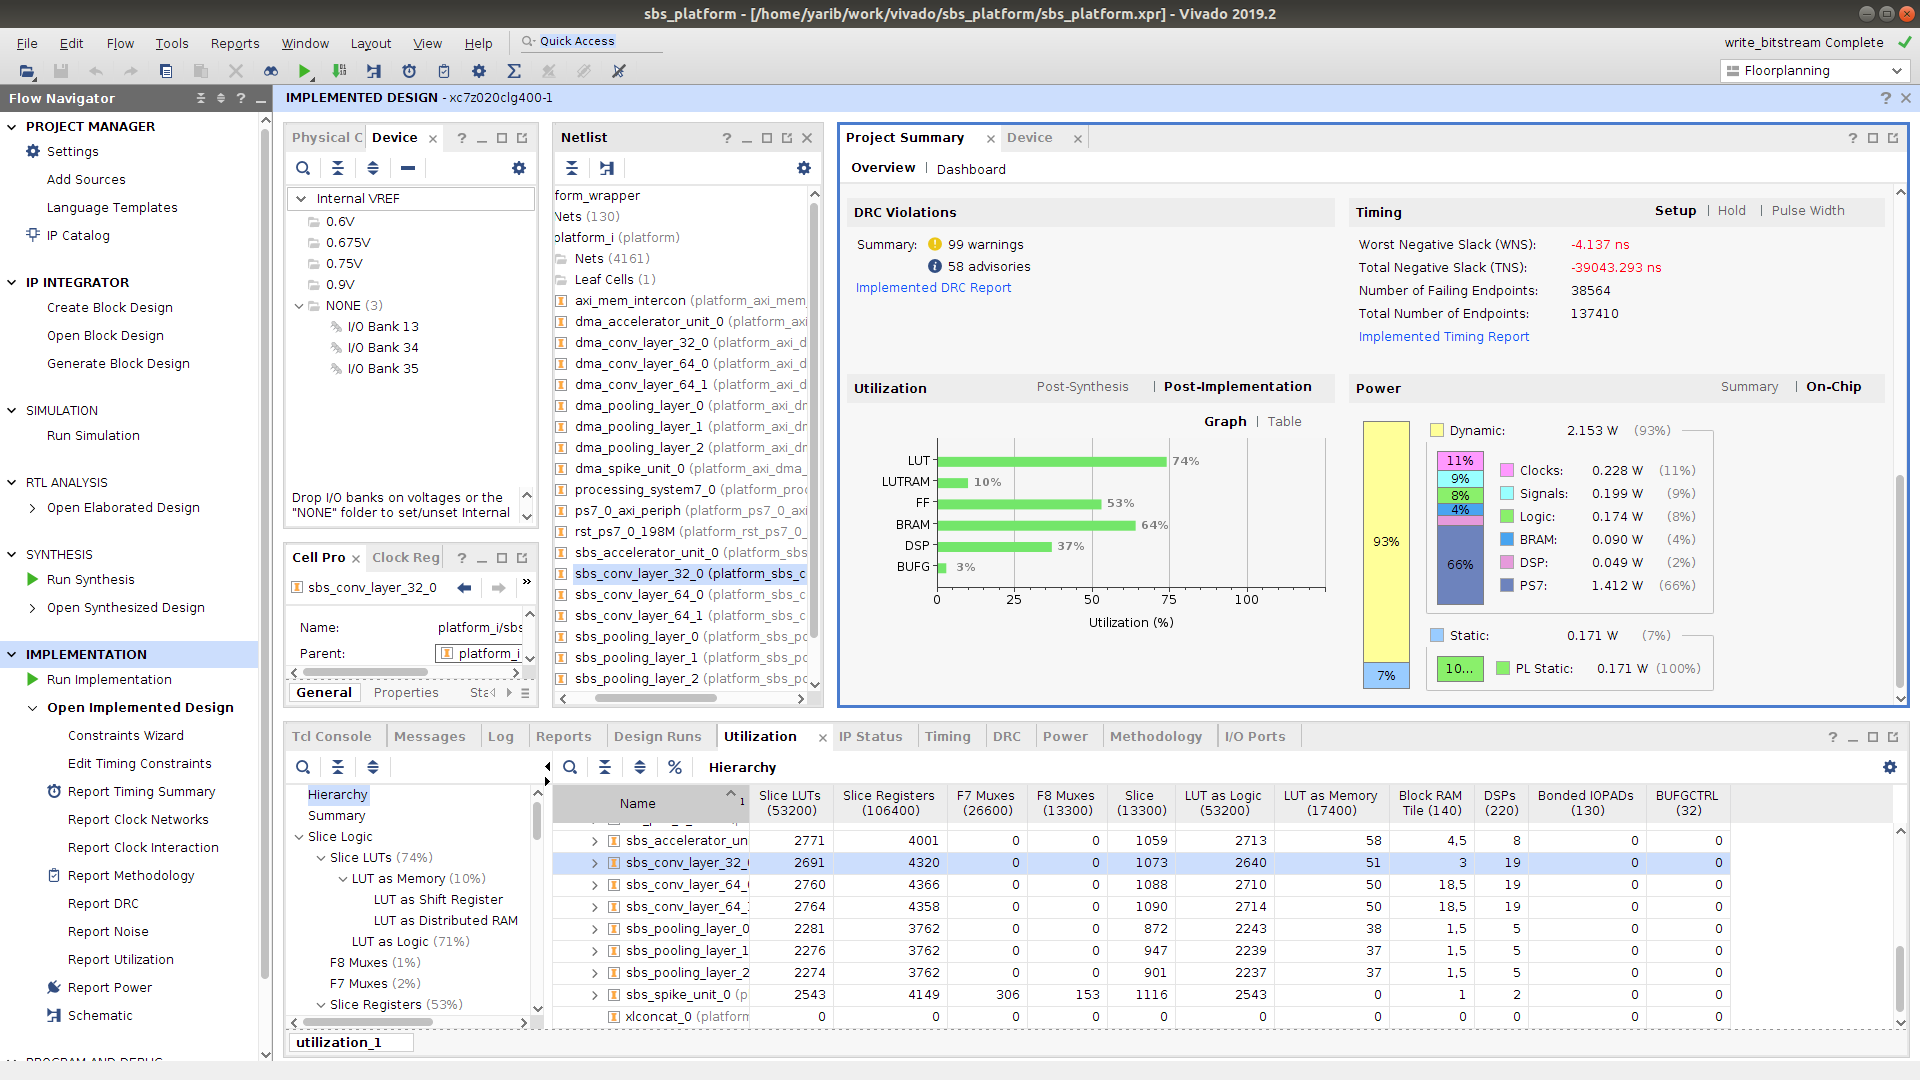 sbs_platform - [/home/yarib/work/vivado/sbs_platform/sbs_platform.xpr] - Vivado 2019.2
File Edit Flow Tools Reports Window Layout View Help Quick Access
write_bitstream Complete
Floorplanning
Flow Navigator
IMPLEMENTED DESIGN - xc7z020clg400-1
PROJECT MANAGER
Settings
Add Sources
Language Templates
IP Catalog
IP INTEGRATOR
Create Block Design
Open Block Design
Generate Block Design
SIMULATION
Run Simulation
RTL ANALYSIS
Open Elaborated Design
SYNTHESIS
Run Synthesis
Open Synthesized Design
IMPLEMENTATION
Run Implementation
Open Implemented Design
Constraints Wizard
Edit Timing Constraints
Report Timing Summary
Report Clock Networks
Report Clock Interaction
Report Methodology
Report DRC
Report Noise
Report Utilization
Report Power
Schematic
PROGRAM AND DEBUG
Physical C Device
Internal VREF
0.6V
0.675V
0.75V
0.9V
NONE (3)
I/O Bank 13
I/O Bank 34
I/O Bank 35
Drop I/O banks on voltages or the
"NONE" folder to set/unset Internal
Cell Pro Clock Reg
sbs_conv_layer_32_0
Name: platform_i/sbs
Parent: platform_i
General Properties Sta
Netlist
form_wrapper
Nets (130)
platform_i (platform)
Nets (4161)
Leaf Cells (1)
axi_mem_intercon (platform_axi_mem_
dma_accelerator_unit_0 (platform_axi
dma_conv_layer_32_0 (platform_axi_d
dma_conv_layer_64_0 (platform_axi_d
dma_conv_layer_64_1 (platform_axi_d
dma_pooling_layer_0 (platform_axi_dr
dma_pooling_layer_1 (platform_axi_dr
dma_pooling_layer_2 (platform_axi_dr
dma_spike_unit_0 (platform_axi_dma_
processing_system7_0 (platform_proc
ps7_0_axi_periph (platform_ps7_0_axi
rst_ps7_0_198M (platform_rst_ps7_0_
sbs_accelerator_unit_0 (platform_sbs
sbs_conv_layer_32_0 (platform_sbs_c
sbs_conv_layer_64_0 (platform_sbs_c
sbs_conv_layer_64_1 (platform_sbs_c
sbs_pooling_layer_0 (platform_sbs_pc
sbs_pooling_layer_1 (platform_sbs_pc
sbs_pooling_layer_2 (platform_sbs_pc
Project Summary Device
Overview | Dashboard
DRC Violations
Summary: 99 warnings
58 advisories
Implemented DRC Report
Timing Setup | Hold | Pulse Width
Worst Negative Slack (WNS): -4.137 ns
Total Negative Slack (TNS): -39043.293 ns
Number of Failing Endpoints: 38564
Total Number of Endpoints: 137410
Implemented Timing Report
Utilization Post-Synthesis | Post-Implementation
Graph | Table
LUT 74%
LUTRAM 10%
FF 53%
BRAM 64%
DSP 37%
BUFG 3%
0 25 50 75 100
Utilization (%)
Power Summary | On-Chip
93%
7%
Dynamic: 2.153 W (93%)
11%
9%
8%
4%
66%
Clocks: 0.228 W (11%)
Signals: 0.199 W (9%)
Logic: 0.174 W (8%)
BRAM: 0.090 W (4%)
DSP: 0.049 W (2%)
PS7: 1.412 W (66%)
Static: 0.171 W (7%)
10... PL Static: 0.171 W (100%)
Tcl Console Messages Log Reports Design Runs Utilization IP Status Timing DRC Power Methodology I/O Ports
Hierarchy
Summary
Slice Logic
Slice LUTs (74%)
LUT as Memory (10%)
LUT as Shift Register
LUT as Distributed RAM
LUT as Logic (71%)
F8 Muxes (1%)
F7 Muxes (2%)
Slice Registers (53%)
utilization_1
% Hierarchy
Name 1 Slice LUTs (53200) Slice Registers (106400) F7 Muxes (26600) F8 Muxes (13300) Slice (13300) LUT as Logic (53200) LUT as Memory (17400) Block RAM Tile (140) DSPs (220) Bonded IOPADs (130) BUFGCTRL (32)
sbs_accelerator_un 2771 4001 0 0 1059 2713 58 4,5 8 0 0
sbs_conv_layer_32_ 2691 4320 0 0 1073 2640 51 3 19 0 0
sbs_conv_layer_64_ 2760 4366 0 0 1088 2710 50 18,5 19 0 0
sbs_conv_layer_64_ 2764 4358 0 0 1090 2714 50 18,5 19 0 0
sbs_pooling_layer_0 2281 3762 0 0 872 2243 38 1,5 5 0 0
sbs_pooling_layer_1 2276 3762 0 0 947 2239 37 1,5 5 0 0
sbs_pooling_layer_2 2274 3762 0 0 901 2237 37 1,5 5 0 0
sbs_spike_unit_0 (p 2543 4149 306 153 1116 2543 0 1 2 0 0
xlconcat_0 (platform 0 0 0 0 0 0 0 0 0 0 0